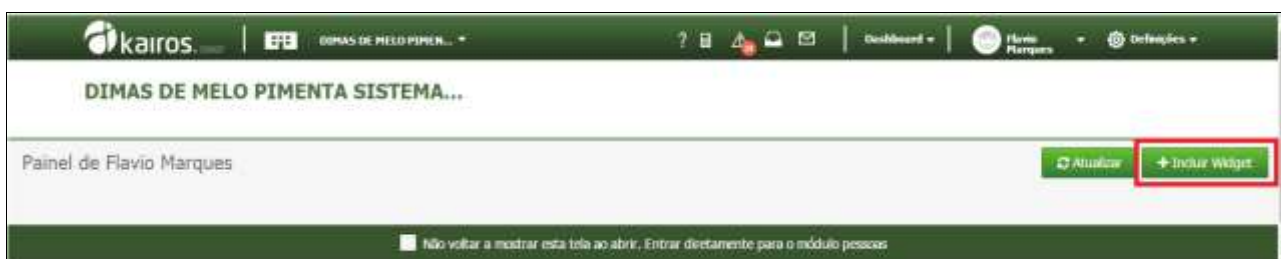 kairos.
DIMAS DE MELO PIMEN...
?
Dashboard
Flavio
Marques
Definições
DIMAS DE MELO PIMENTA SISTEMA...
Painel de Flavio Marques
Atualizar
+ Incluir Widget
Não voltar a mostrar esta tela ao abrir. Entrar diretamente para o módulo pessoas